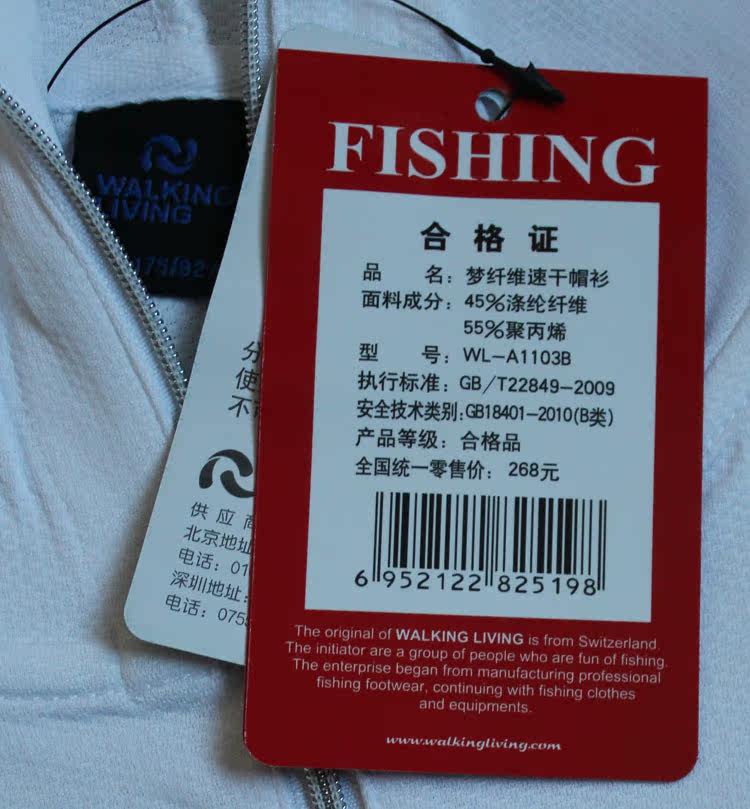 WALKING
LIVING
175/92
FISHING
合格证
品 名：梦纤维速干帽衫
面料成分：45%涤纶纤维
55%聚丙烯
型 号：WL-A1103B
执行标准：GB/T22849-2009
安全技术类别：GB18401-2010(B类)
产品等级：合格品
全国统一零售价：268元
6 952122 825198
The original of WALKING LIVING is from Switzerland.
The initiator are a group of people who are fun of fishing.
The enterprise began from manufacturing professional
fishing footwear, continuing with fishing clothes
and equipments.
www.walkingliving.com
使
不
供应商
北京地址
电话：01
深圳地址：
电话：0755